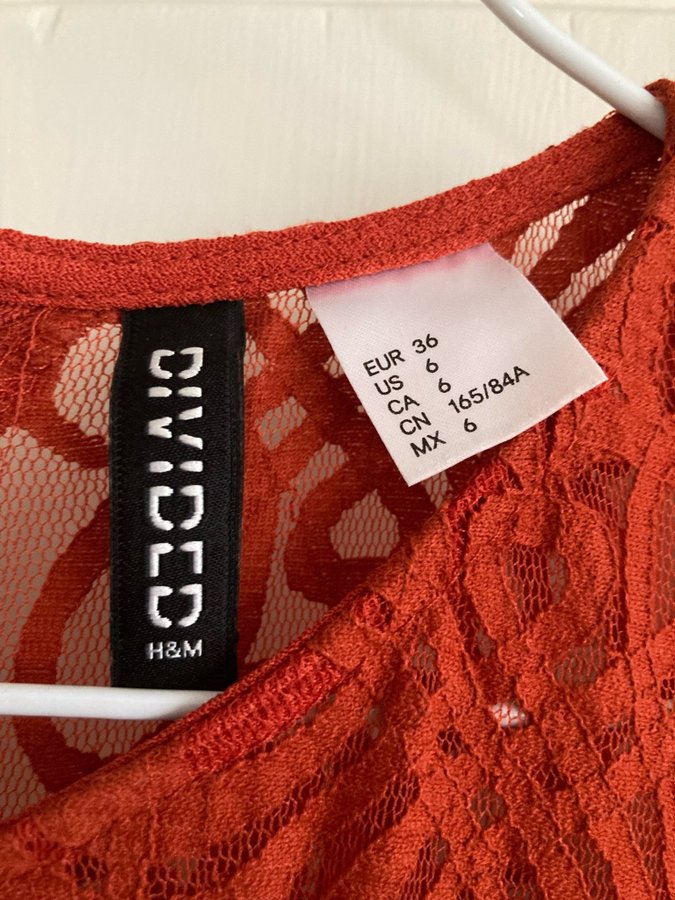 DIVIDED
H&M
EUR 36
US 6
CA 6
CN 165/84A
MX 6